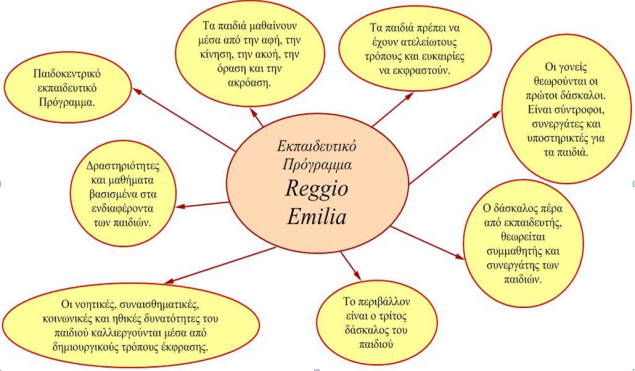 Εκπαιδευτικό
Πρόγραμμα
Reggio
Emilia
Παιδοκεντρικό
εκπαιδευτικό
Πρόγραμμα.
Τα παιδιά μαθαίνουν
μέσα από την αφή, την
κίνηση, την ακοή, την
όραση και την
ακρόαση.
Τα παιδιά πρέπει να
έχουν ατελείωτους
τρόπους και ευκαιρίες
να εκφραστούν.
Οι γονείς
θεωρούνται οι
πρώτοι δάσκαλοι.
Είναι σύντροφοι,
συνεργάτες και
υποστηρικτές για
τα παιδιά.
Ο δάσκαλος πέρα
από εκπαιδευτής,
θεωρείται
συμμαθητής και
συνεργάτης των
παιδιών.
Το περιβάλλον
είναι ο τρίτος
δάσκαλος του
παιδιού
Οι νοητικές, συναισθηματικές,
κοινωνικές και ηθικές δυνατότητες του
παιδιού καλλιεργούνται μέσα από
δημιουργικούς τρόπους έκφρασης.
Δραστηριότητες
και μαθήματα
βασισμένα στα
ενδιαφέροντα
των παιδιών.